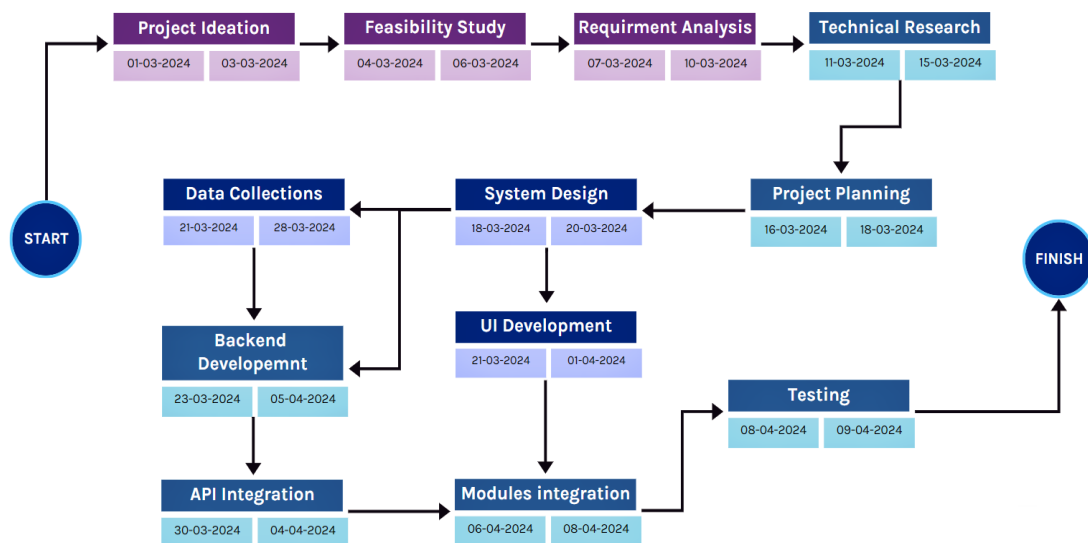 Project Ideation
01-03-2024 03-03-2024
Feasibility Study
04-03-2024 06-03-2024
Requirment Analysis
07-03-2024 10-03-2024
Technical Research
11-03-2024 15-03-2024
START
Data Collections
21-03-2024 28-03-2024
System Design
18-03-2024 20-03-2024
Project Planning
16-03-2024 18-03-2024
FINISH
Backend
Developemnt
23-03-2024 05-04-2024
UI Development
21-03-2024 01-04-2024
Testing
08-04-2024 09-04-2024
API Integration
30-03-2024 04-04-2024
Modules integration
06-04-2024 08-04-2024